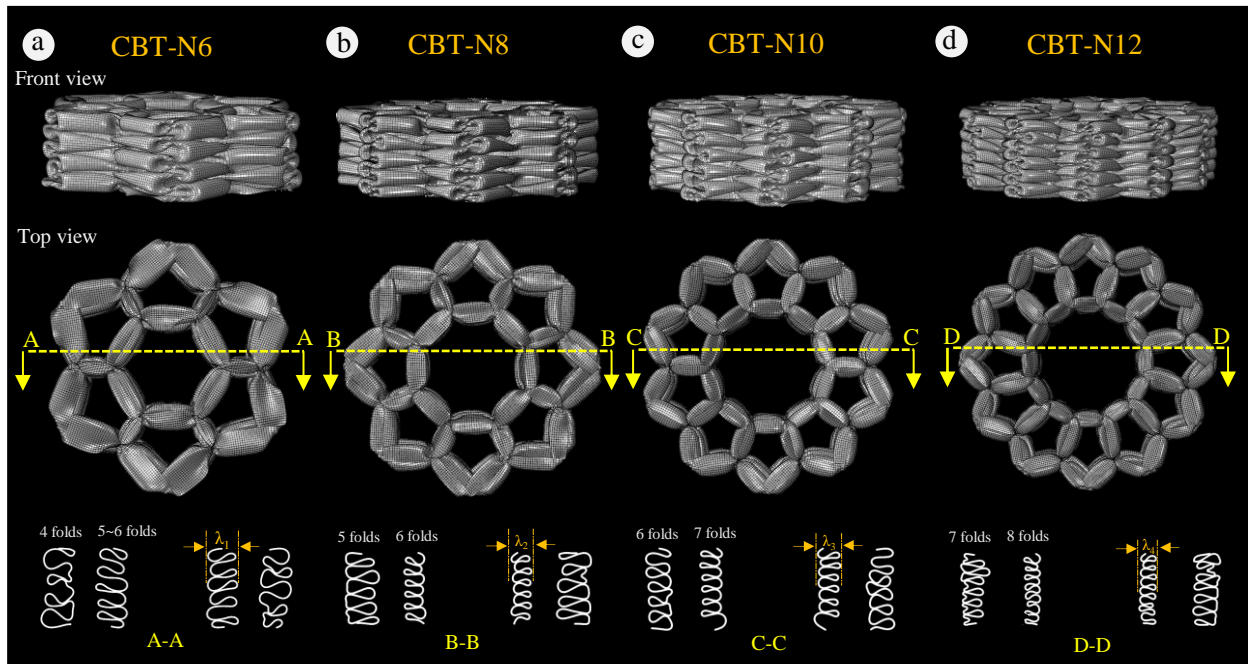 a CBT-N6 b CBT-N8 c CBT-N10 d CBT-N12
Front view
Top view
A A B B C C D D
4 folds 5~6 folds λ1 5 folds 6 folds λ2 6 folds 7 folds λ3 7 folds 8 folds λ4
A-A B-B C-C D-D